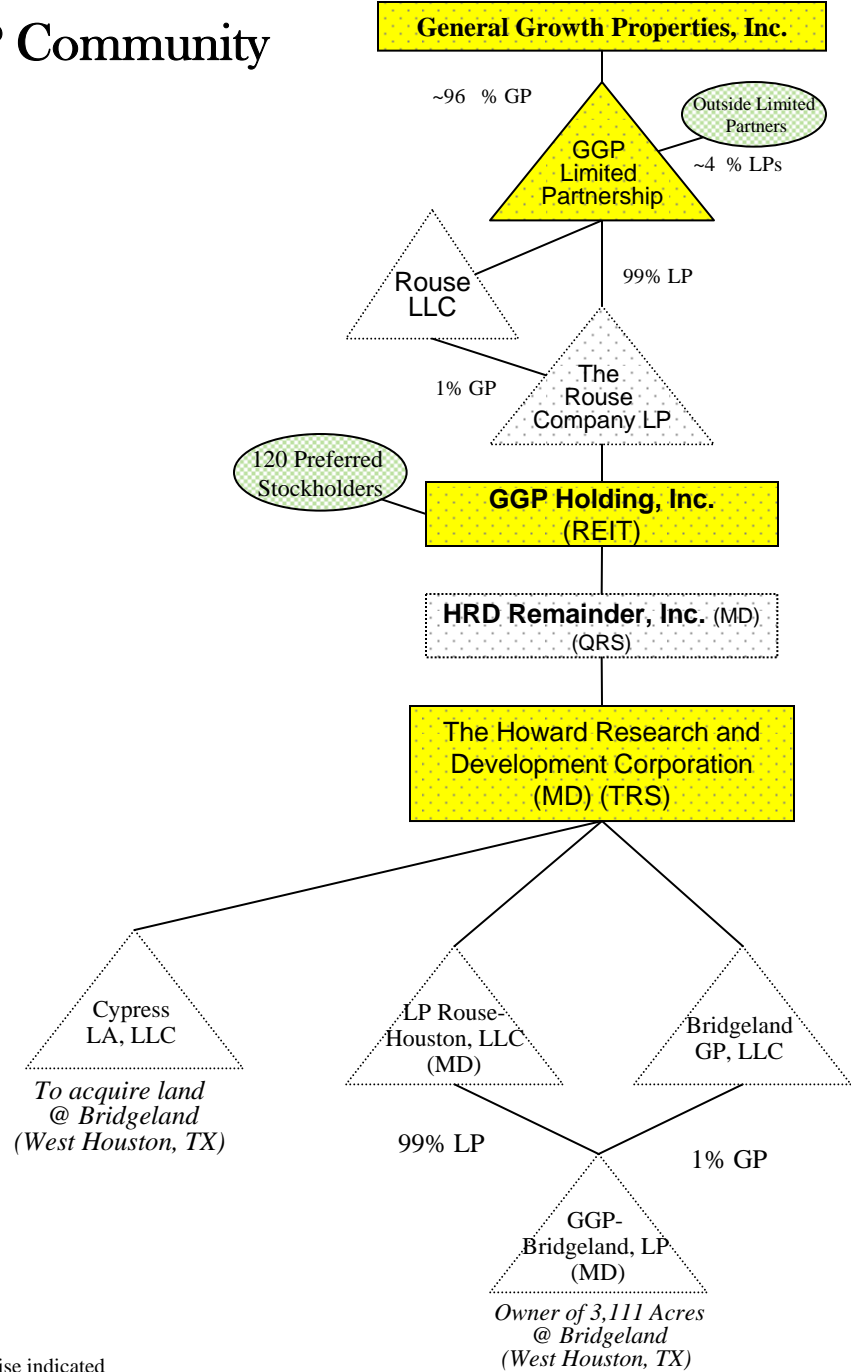 Community
General Growth Properties, Inc.
~96 % GP
Outside Limited
Partners
GGP
Limited
Partnership
~4 % LPs
Rouse
LLC
99% LP
1% GP
The
Rouse
Company LP
120 Preferred
Stockholders
GGP Holding, Inc.
(REIT)
HRD Remainder, Inc. (MD)
(QRS)
The Howard Research and
Development Corporation
(MD) (TRS)
Cypress
LA, LLC
To acquire land
@ Bridgeland
(West Houston, TX)
LP Rouse-
Houston, LLC
(MD)
Bridgeland
GP, LLC
99% LP
1% GP
GGP-
Bridgeland, LP
(MD)
Owner of 3,111 Acres
@ Bridgeland
(West Houston, TX)
indicated